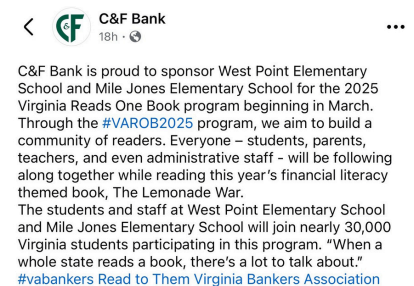 C&F Bank
C&F
18h ·
C&F Bank is proud to sponsor West Point Elementary
School and Mile Jones Elementary School for the 2025
Virginia Reads One Book program beginning in March.
Through the #VAROB2025 program, we aim to build a
community of readers. Everyone – students, parents,
teachers, and even administrative staff - will be following
along together while reading this year's financial literacy
themed book, The Lemonade War.
The students and staff at West Point Elementary School
and Mile Jones Elementary School will join nearly 30,000
Virginia students participating in this program. “When a
whole state reads a book, there's a lot to talk about.”
#vabankers Read to Them Virginia Bankers Association